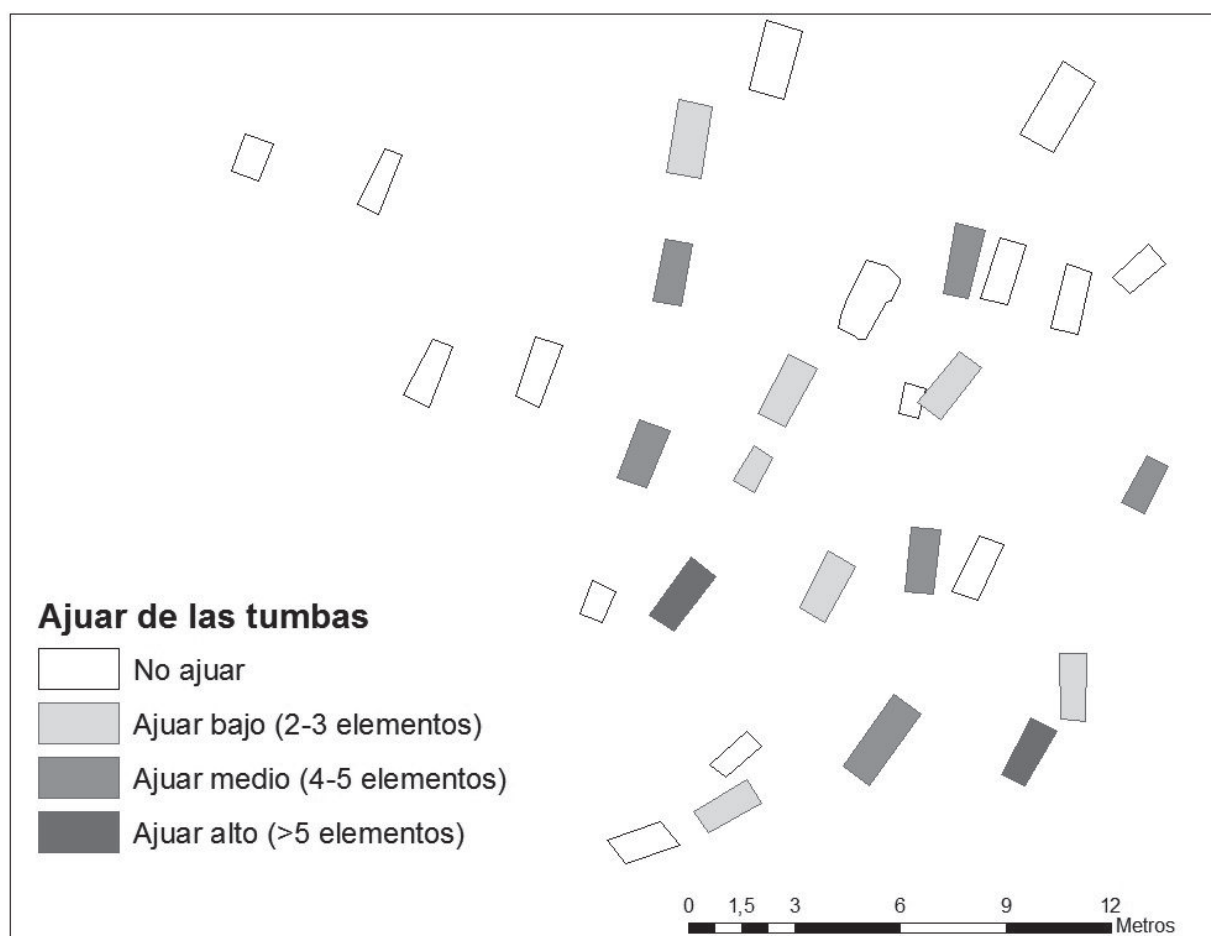 Ajuar de las tumbas
No ajuar
Ajuar bajo (2-3 elementos)
Ajuar medio (4-5 elementos)
Ajuar alto (>5 elementos)
0 1,5 3 6 9 12
Metros